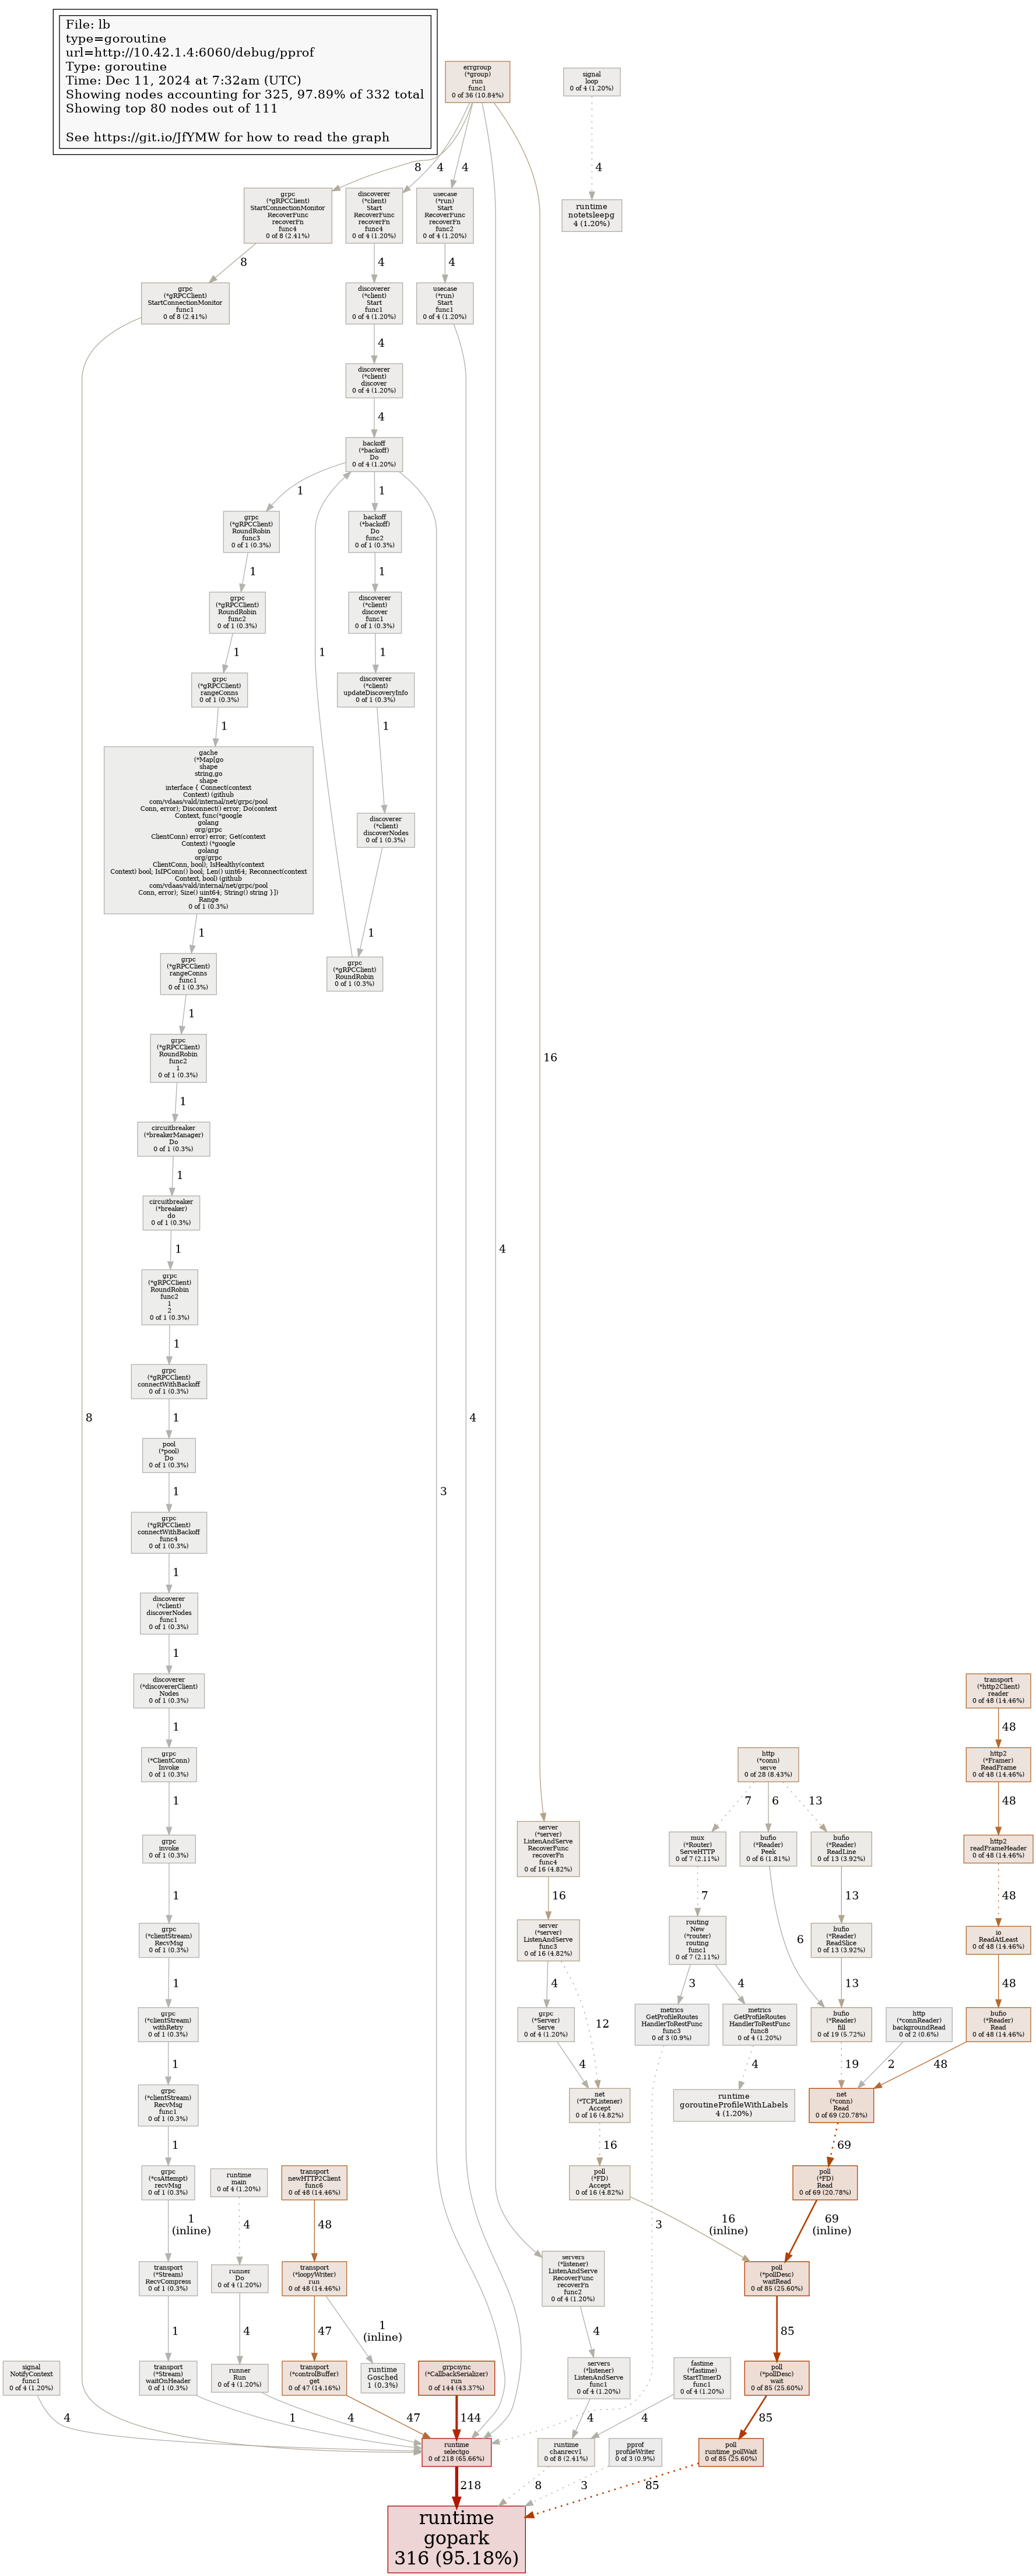 File: lb
type=goroutine
url=http://10.42.1.4:6060/debug/pprof
Type: goroutine
Time: Dec 11, 2024 at 7:32am (UTC)
Showing nodes accounting for 325, 97.89% of 332 total
Showing top 80 nodes out of 111
See https://git.io/JfYMW for how to read the graph
errgroup
(*group)
run
func1
0 of 36 (10.84%)
signal
loop
0 of 4 (1.20%)
8
4
4
4
grpc
(*gRPCClient)
StartConnectionMonitor
RecoverFunc
recoverFn
func4
0 of 8 (2.41%)
discoverer
(*client)
Start
RecoverFunc
recoverFn
func4
0 of 4 (1.20%)
usecase
(*run)
Start
RecoverFunc
recoverFn
func2
0 of 4 (1.20%)
runtime
notetsleepg
4 (1.20%)
8
4
4
grpc
(*gRPCClient)
StartConnectionMonitor
func1
0 of 8 (2.41%)
discoverer
(*client)
Start
func1
0 of 4 (1.20%)
usecase
(*run)
Start
func1
0 of 4 (1.20%)
4
discoverer
(*client)
discover
0 of 4 (1.20%)
4
backoff
(*backoff)
Do
0 of 4 (1.20%)
1
1
grpc
(*gRPCClient)
RoundRobin
func3
0 of 1 (0.3%)
backoff
(*backoff)
Do
func2
0 of 1 (0.3%)
1
1
grpc
(*gRPCClient)
RoundRobin
func2
0 of 1 (0.3%)
discoverer
(*client)
discover
func1
0 of 1 (0.3%)
1
1
1
grpc
(*gRPCClient)
rangeConns
0 of 1 (0.3%)
discoverer
(*client)
updateDiscoveryInfo
0 of 1 (0.3%)
1
1
gache
(*Map[go
shape
string,go
shape
interface { Connect(context
Context) (github
com/vdaas/vald/internal/net/grpc/pool
Conn, error); Disconnect() error; Do(context
Context, func(*google
golang
org/grpc
ClientConn) error) error; Get(context
Context) (*google
golang
org/grpc
ClientConn, bool); IsHealthy(context
Context) bool; IsIPConn() bool; Len() uint64; Reconnect(context
Context, bool) (github
com/vdaas/vald/internal/net/grpc/pool
Conn, error); Size() uint64; String() string }])
Range
0 of 1 (0.3%)
discoverer
(*client)
discoverNodes
0 of 1 (0.3%)
1
1
grpc
(*gRPCClient)
rangeConns
func1
0 of 1 (0.3%)
grpc
(*gRPCClient)
RoundRobin
0 of 1 (0.3%)
1
16
grpc
(*gRPCClient)
RoundRobin
func2
1
0 of 1 (0.3%)
1
circuitbreaker
(*breakerManager)
Do
0 of 1 (0.3%)
1
circuitbreaker
(*breaker)
do
0 of 1 (0.3%)
1
4
grpc
(*gRPCClient)
RoundRobin
func2
1
2
0 of 1 (0.3%)
1
grpc
(*gRPCClient)
connectWithBackoff
0 of 1 (0.3%)
8
1
4
pool
(*pool)
Do
0 of 1 (0.3%)
1
3
grpc
(*gRPCClient)
connectWithBackoff
func4
0 of 1 (0.3%)
1
discoverer
(*client)
discoverNodes
func1
0 of 1 (0.3%)
1
discoverer
(*discovererClient)
Nodes
0 of 1 (0.3%)
transport
(*http2Client)
reader
0 of 48 (14.46%)
1
48
grpc
(*ClientConn)
Invoke
0 of 1 (0.3%)
http
(*conn)
serve
0 of 28 (8.43%)
http2
(*Framer)
ReadFrame
0 of 48 (14.46%)
1
7
6
13
48
grpc
invoke
0 of 1 (0.3%)
server
(*server)
ListenAndServe
RecoverFunc
recoverFn
func4
0 of 16 (4.82%)
mux
(*Router)
ServeHTTP
0 of 7 (2.11%)
bufio
(*Reader)
Peek
0 of 6 (1.81%)
bufio
(*Reader)
ReadLine
0 of 13 (3.92%)
http2
readFrameHeader
0 of 48 (14.46%)
1
16
7
13
48
grpc
(*clientStream)
RecvMsg
0 of 1 (0.3%)
server
(*server)
ListenAndServe
func3
0 of 16 (4.82%)
routing
New
(*router)
routing
func1
0 of 7 (2.11%)
6
bufio
(*Reader)
ReadSlice
0 of 13 (3.92%)
io
ReadAtLeast
0 of 48 (14.46%)
1
4
12
3
4
13
48
grpc
(*clientStream)
withRetry
0 of 1 (0.3%)
grpc
(*Server)
Serve
0 of 4 (1.20%)
metrics
GetProfileRoutes
HandlerToRestFunc
func3
0 of 3 (0.9%)
metrics
GetProfileRoutes
HandlerToRestFunc
func8
0 of 4 (1.20%)
bufio
(*Reader)
fill
0 of 19 (5.72%)
http
(*connReader)
backgroundRead
0 of 2 (0.6%)
bufio
(*Reader)
Read
0 of 48 (14.46%)
1
4
4
19
2
48
grpc
(*clientStream)
RecvMsg
func1
0 of 1 (0.3%)
net
(*TCPListener)
Accept
0 of 16 (4.82%)
runtime
goroutineProfileWithLabels
4 (1.20%)
net
(*conn)
Read
0 of 69 (20.78%)
1
16
69
grpc
(*csAttempt)
recvMsg
0 of 1 (0.3%)
runtime
main
0 of 4 (1.20%)
transport
newHTTP2Client
func6
0 of 48 (14.46%)
poll
(*FD)
Accept
0 of 16 (4.82%)
poll
(*FD)
Read
0 of 69 (20.78%)
1
(inline)
4
48
3
16
(inline)
69
(inline)
transport
(*Stream)
RecvCompress
0 of 1 (0.3%)
runner
Do
0 of 4 (1.20%)
transport
(*loopyWriter)
run
0 of 48 (14.46%)
servers
(*listener)
ListenAndServe
RecoverFunc
recoverFn
func2
0 of 4 (1.20%)
poll
(*pollDesc)
waitRead
0 of 85 (25.60%)
1
4
47
1
(inline)
4
85
signal
NotifyContext
func1
0 of 4 (1.20%)
transport
(*Stream)
waitOnHeader
0 of 1 (0.3%)
runner
Run
0 of 4 (1.20%)
transport
(*controlBuffer)
get
0 of 47 (14.16%)
runtime
Gosched
1 (0.3%)
grpcsync
(*CallbackSerializer)
run
0 of 144 (43.37%)
servers
(*listener)
ListenAndServe
func1
0 of 4 (1.20%)
fastime
(*fastime)
StartTimerD
func1
0 of 4 (1.20%)
poll
(*pollDesc)
wait
0 of 85 (25.60%)
4
1
4
47
144
4
4
85
runtime
selectgo
0 of 218 (65.66%)
runtime
chanrecv1
0 of 8 (2.41%)
pprof
profileWriter
0 of 3 (0.9%)
poll
runtime_pollWait
0 of 85 (25.60%)
218
8
3
85
runtime
gopark
316 (95.18%)